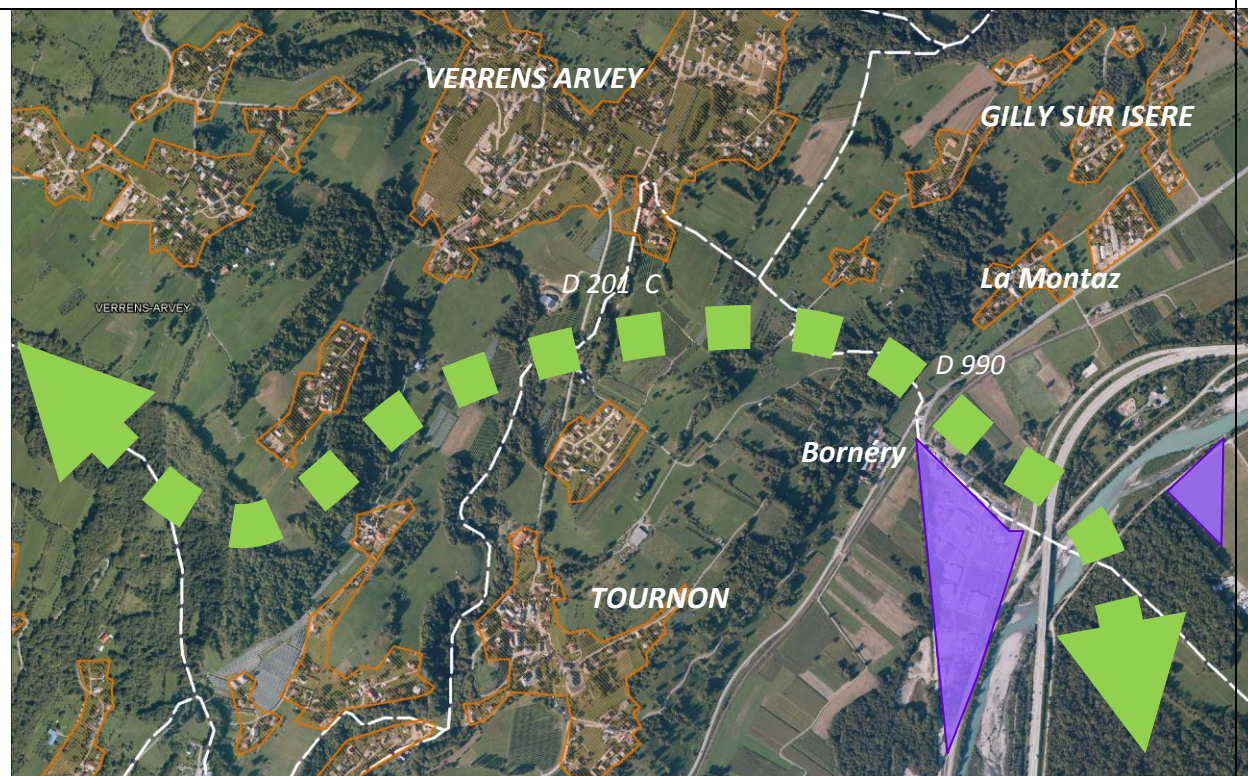 VERRENS ARVEY
GILLY SUR ISERE
La Montaz
D 201 C
VERRENS-ARVEY
D 990
Bornéry
TOURNON